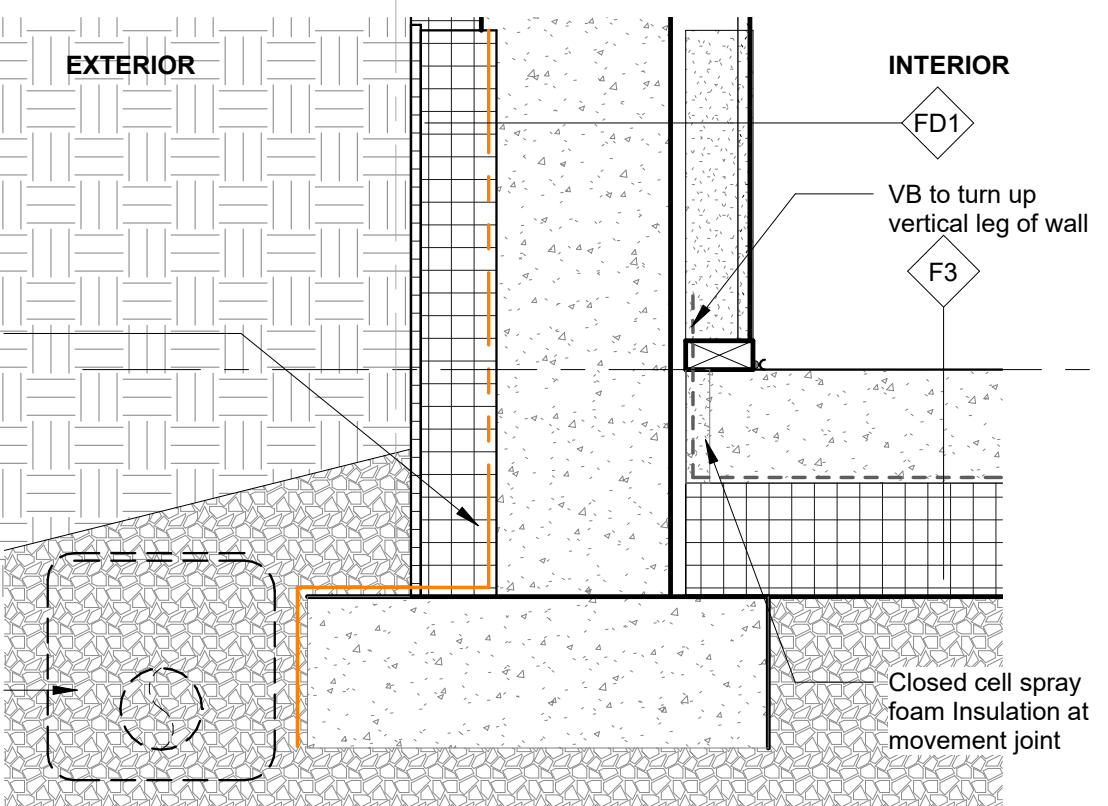 EXTERIOR
INTERIOR
FD1
VB to turn up
vertical leg of wall
F3
Closed cell spray
foam Insulation at
movement joint